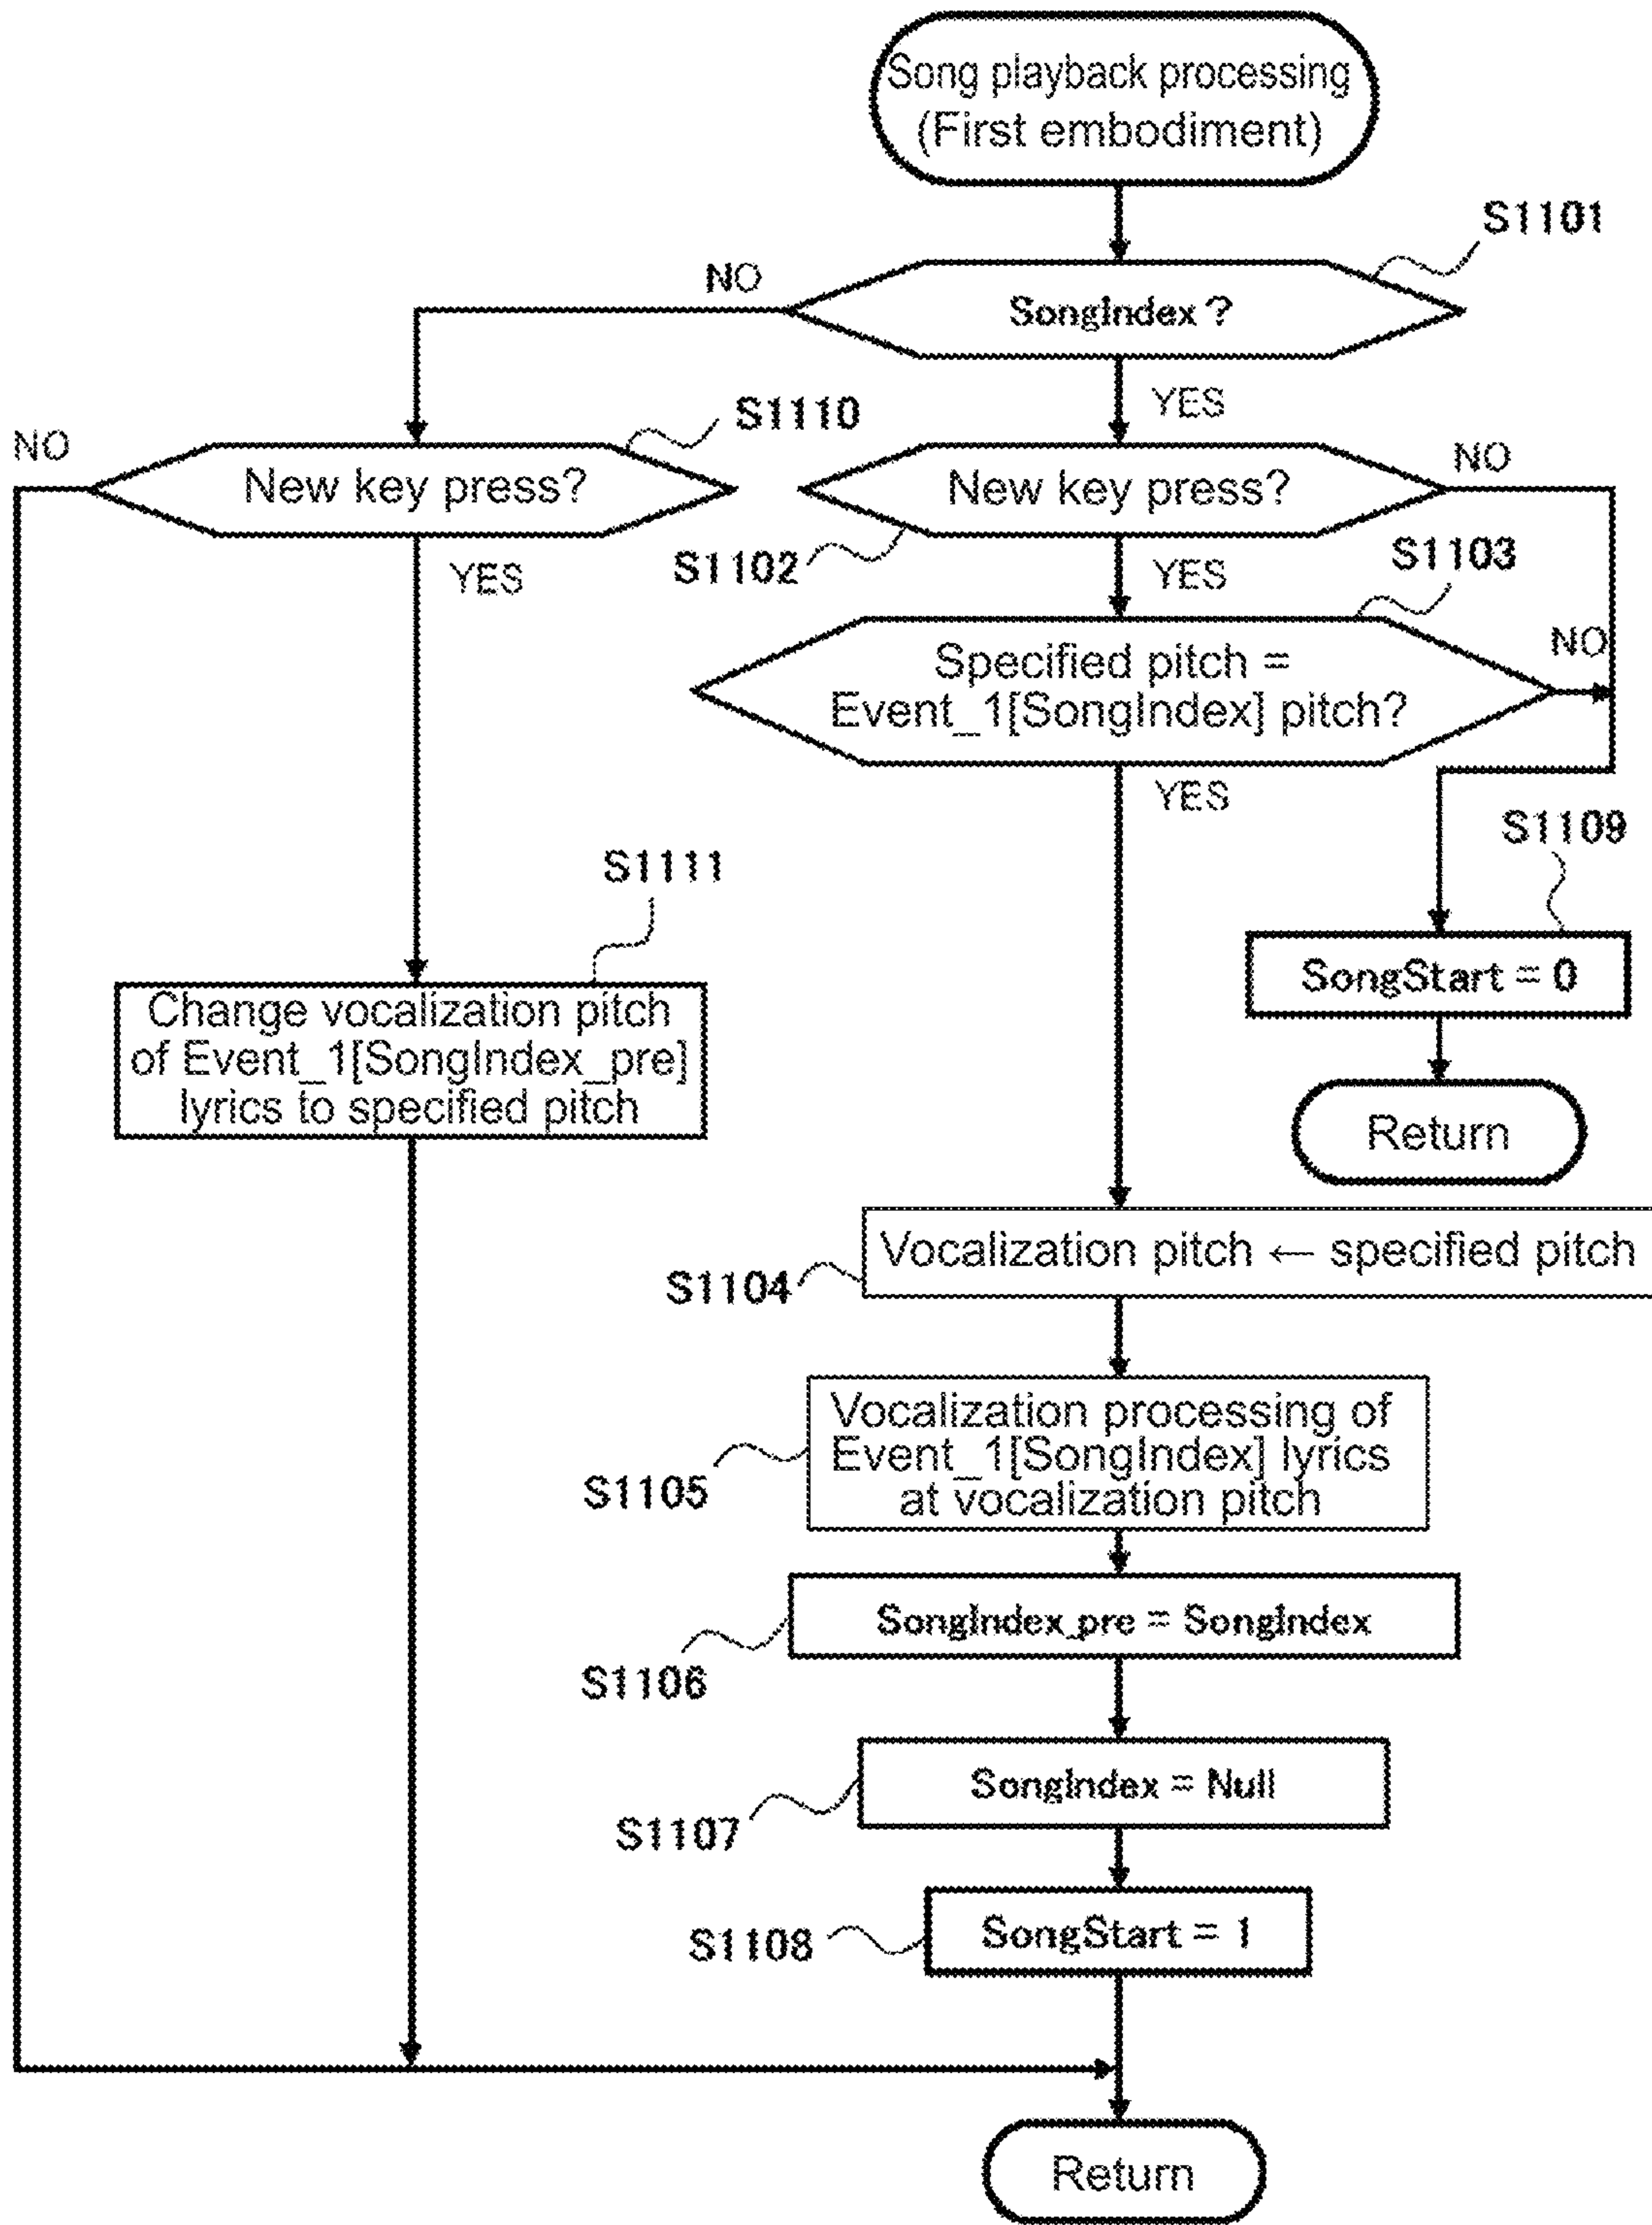 Song playback processing
(First embodiment)
S1101
NO
SongIndex ?
YES
S1110
NO
New key press?
New key press?
NO
S1102
S1103
YES
YES
NO
Specified pitch =
Event_1[SongIndex] pitch?
YES
S1109
S1111
SongStart = 0
Change vocalization pitch
of Event_1[SongIndex_pre]
lyrics to specified pitch
Return
Vocalization pitch ← specified pitch
S1104
Vocalization processing of
Event_1[SongIndex] lyrics
at vocalization pitch
S1105
SongIndex_pre = SongIndex
S1106
SongIndex = Null
S1107
SongStart = 1
S1108
Return